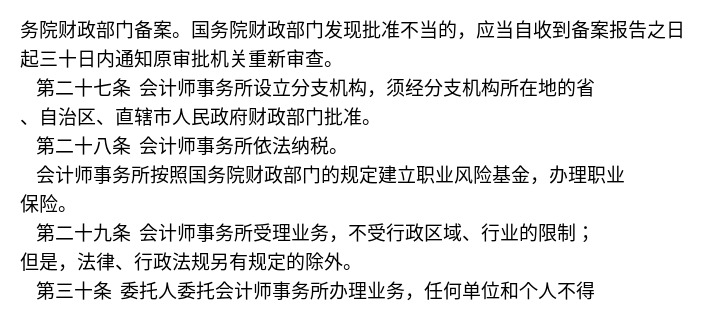 务院财政部门备案。国务院财政部门发现批准不当的，应当自收到备案报告之日
起三十日内通知原审批机关重新审查。
第二十七条 会计师事务所设立分支机构，须经分支机构所在地的省
、自治区、直辖市人民政府财政部门批准。
第二十八条 会计师事务所依法纳税。
会计师事务所按照国务院财政部门的规定建立职业风险基金，办理职业
保险。
第二十九条 会计师事务所受理业务，不受行政区域、行业的限制；
但是，法律、行政法规另有规定的除外。
第三十条 委托人委托会计师事务所办理业务，任何单位和个人不得